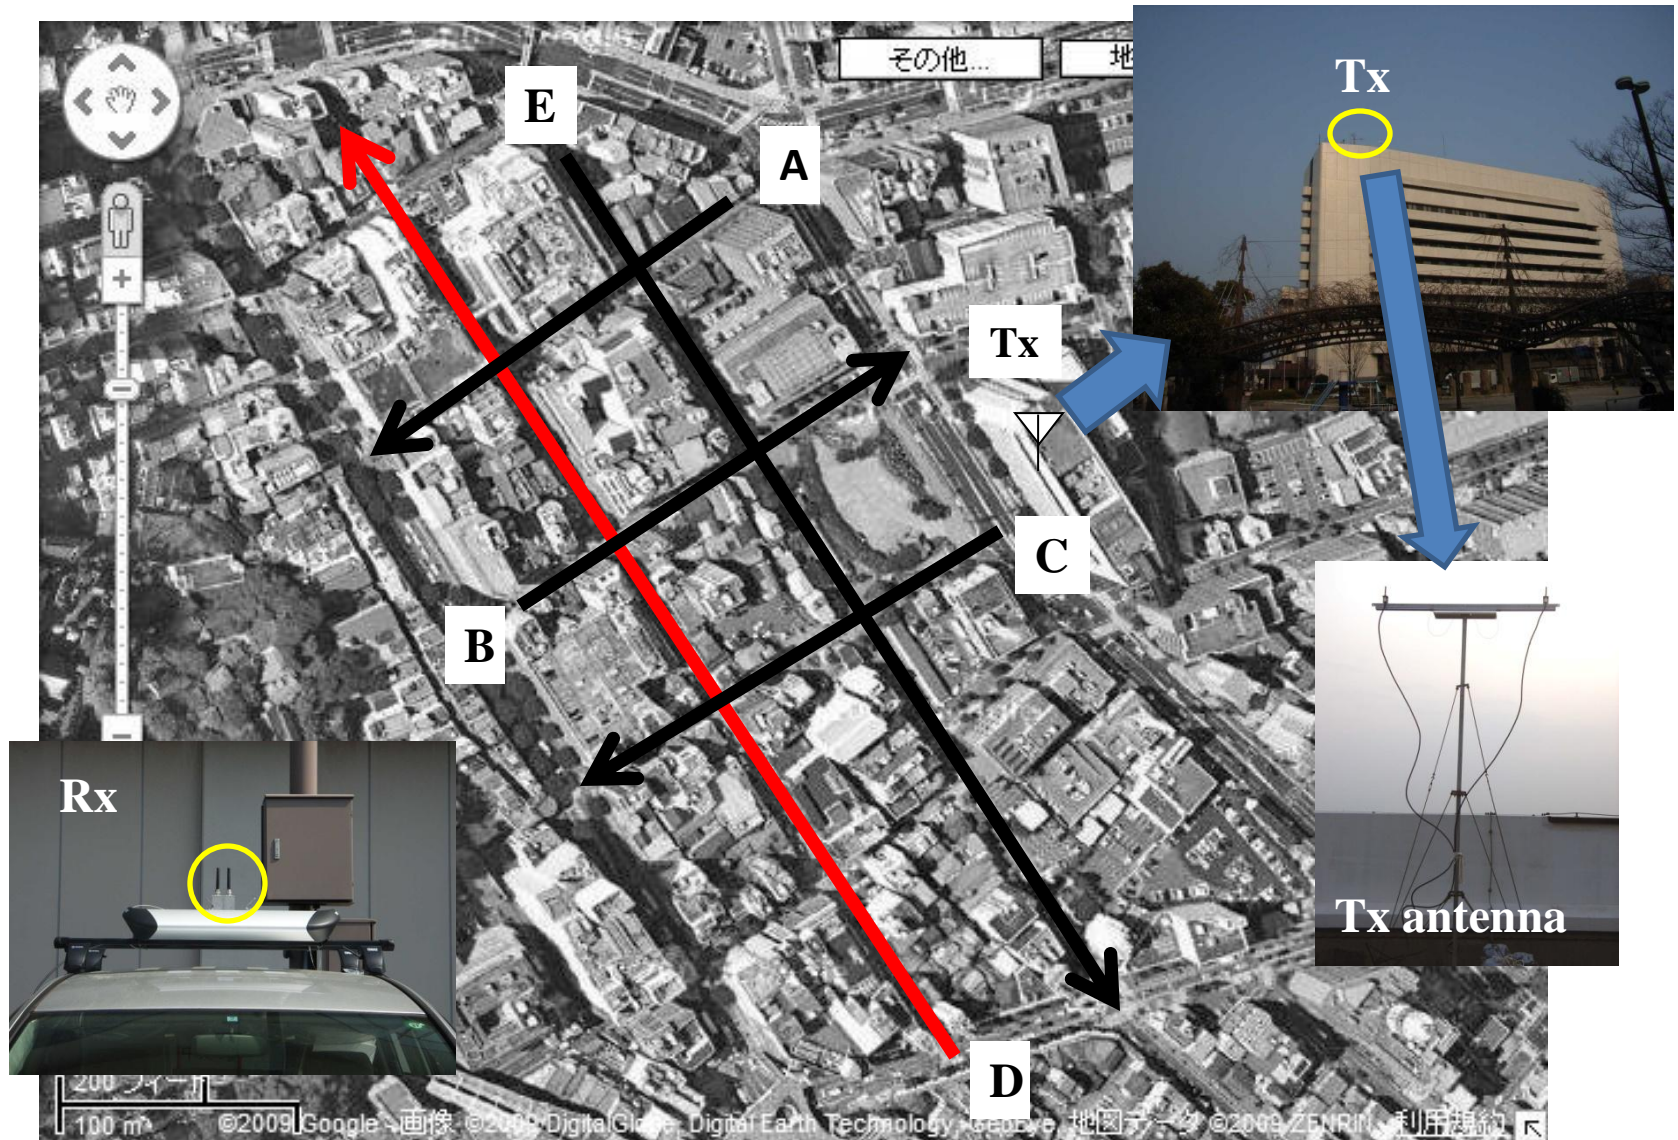 その他...
地
Tx
E
A
Tx
C
B
Rx
Tx antenna
D
200 フィート
100 m
©2009 Google - 画像 ©2009 DigitalGlobe, Digital Earth Technology, GeoEye, 地図データ ©2009 ZENRIN - 利用規約